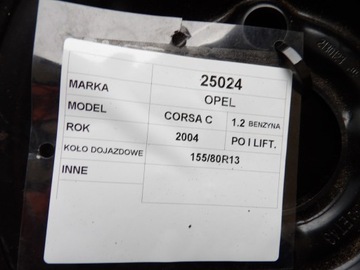 25024
MARKA OPEL
MODEL CORSA C 1.2 BENZYNA
ROK 2004 PO I LIFT.
KOŁO DOJAZDOWE 155/80R13
INNE